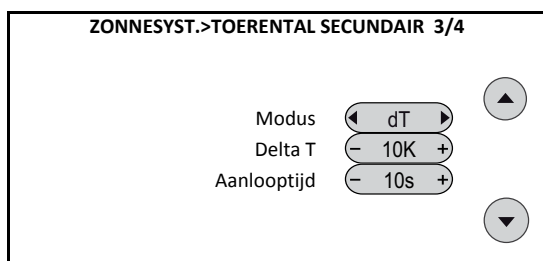 ZONNESYST.>TOERENTAL SECUNDAIR 3/4
Modus dT
Delta T - 10K +
Aanlooptijd - 10s +